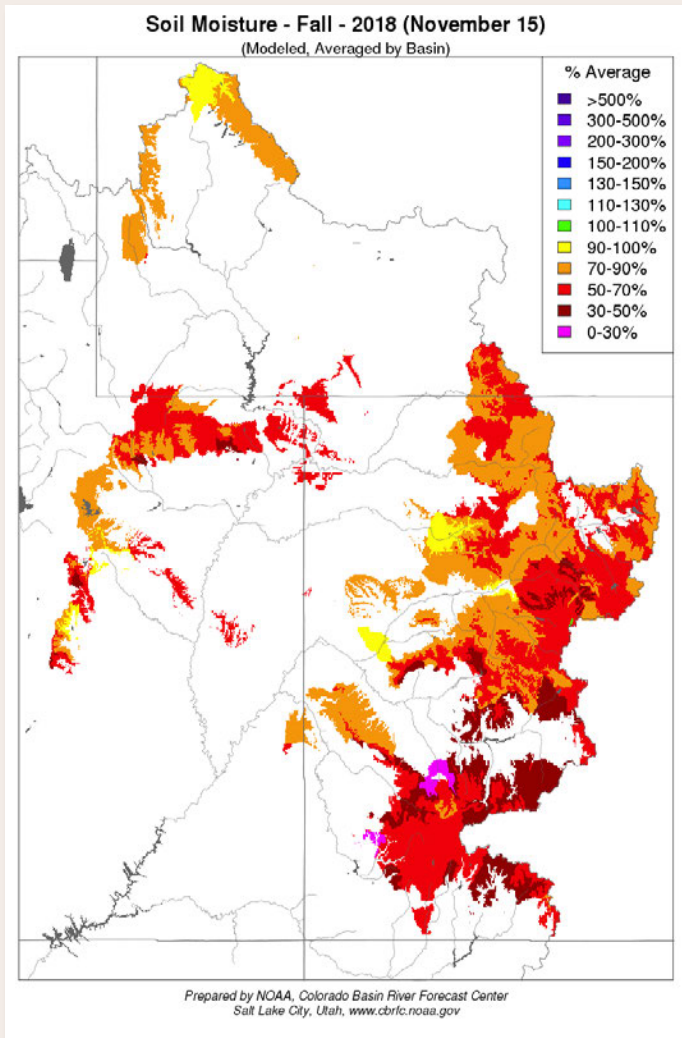 Soil Moisture - Fall - 2018 (November 15)
(Modeled, Averaged by Basin)
% Average
>500%
300-500%
200-300%
150-200%
130-150%
110-130%
100-110%
90-100%
70-90%
50-70%
30-50%
0-30%
Prepared by NOAA, Colorado Basin River Forecast Center
Salt Lake City, Utah, www.cbrfc.noaa.gov